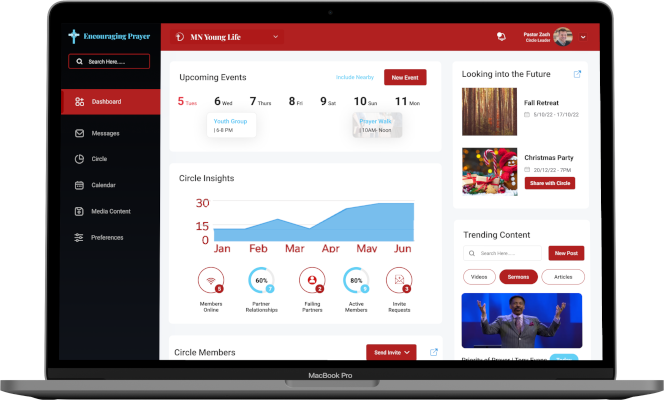 Encouraging Prayer
Search Here.....
Dashboard
Messages
Circle
Calendar
Media Content
Preferences
MN Young Life
Pastor Zach
Circle Leader
Upcoming Events
Include Nearby
New Event
5 Tues
6 Wed
7 Thurs
8 Fri
9 Sat
10 Sun
11 Mon
Youth Group
| 6-8 PM
Prayer Walk
| 10AM- Noon
Circle Insights
30
15
0
Jan Feb Mar Apr May Jun
5
Members
Online
60%
7
Partner
Relationships
2
Failing
Partners
80%
9
Active
Members
3
Invite
Requests
Circle Members
Send Invite
Looking into the Future
Fall Retreat
5/10/22 - 17/10/22
Christmas Party
20/12/22 - 7PM
Share with Circle
Trending Content
Search Here.....
New Post
Videos
Sermons
Articles
Priority of Prayer | Tony Evans
MacBook Pro